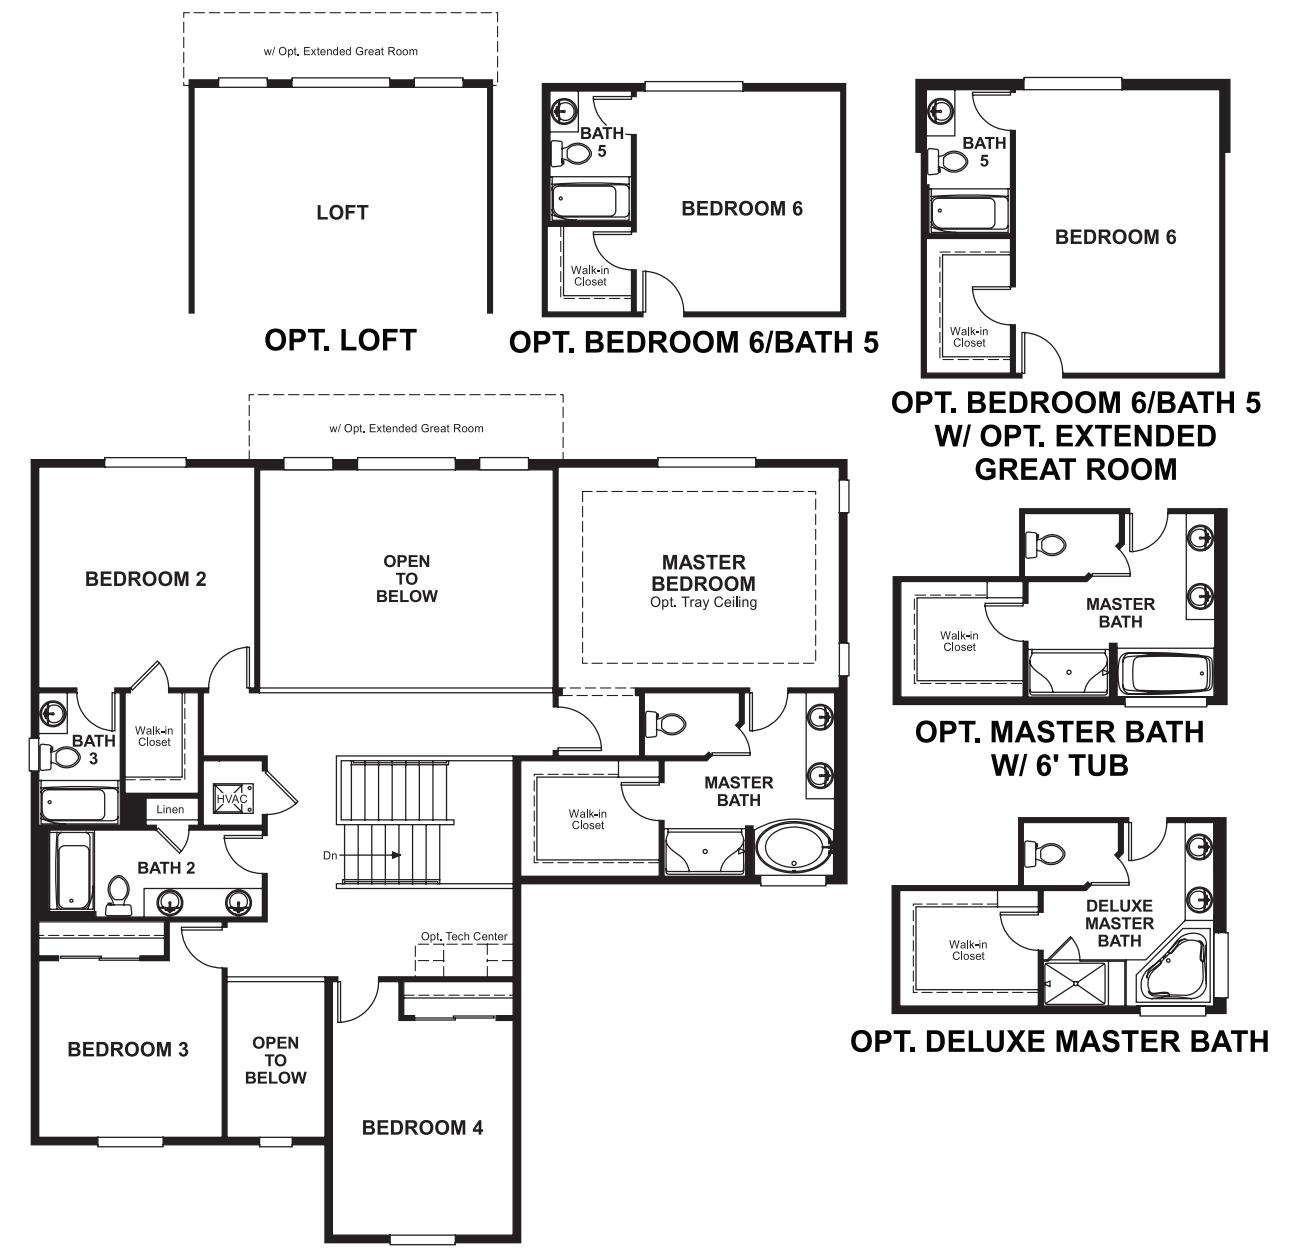 w/ Opt. Extended Great Room
LOFT
OPT. LOFT
BATH
5
BEDROOM 6
Walk-in
Closet
OPT. BEDROOM 6/BATH 5
BATH
5
BEDROOM 6
Walk-in
Closet
OPT. BEDROOM 6/BATH 5
W/ OPT. EXTENDED
GREAT ROOM
w/ Opt. Extended Great Room
BEDROOM 2
OPEN
TO
BELOW
MASTER
BEDROOM
Opt. Tray Ceiling
BATH
3
Walk-in
Closet
HVAC
Linen
BATH 2
Dn
Walk-in
Closet
MASTER
BATH
Opt. Tech Center
BEDROOM 3
OPEN
TO
BELOW
BEDROOM 4
MASTER
BATH
Walk-in
Closet
OPT. MASTER BATH
W/ 6' TUB
DELUXE
MASTER
BATH
Walk-in
Closet
OPT. DELUXE MASTER BATH